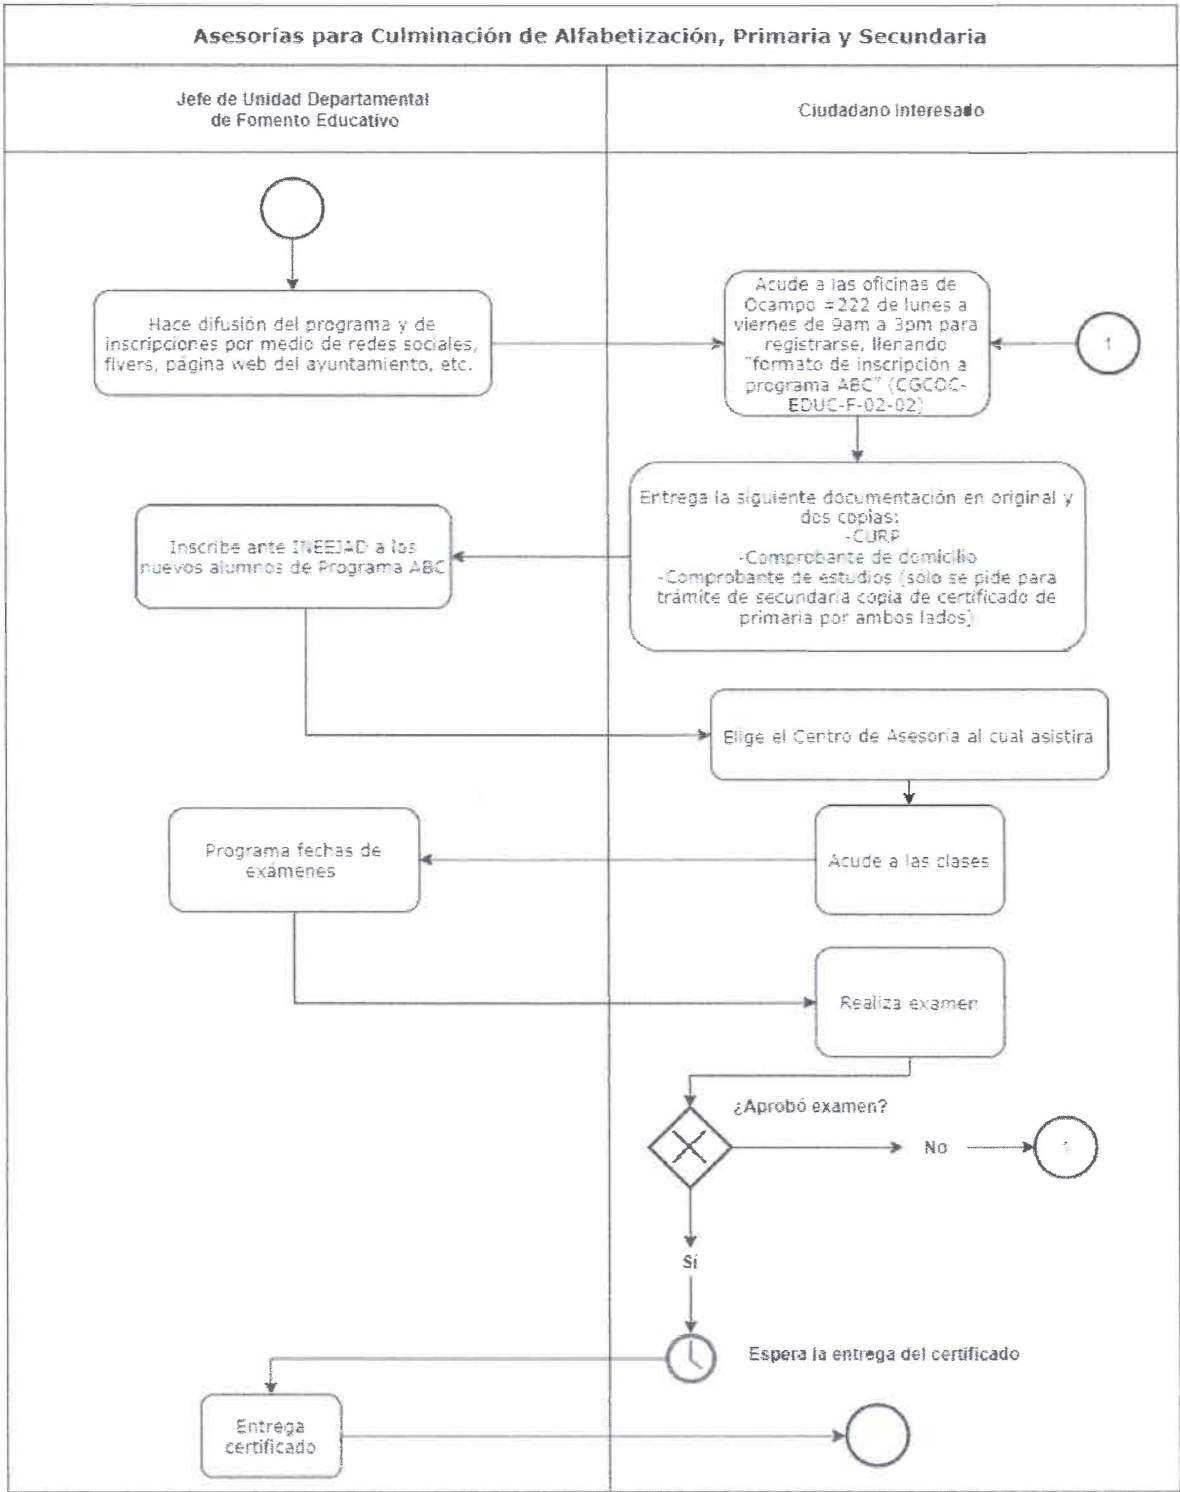 Asesorías para Culminación de Alfabetización, Primaria y Secundaria
Jefe de Unidad Departamental
de Fomento Educativo
Ciudadano Interesado
Hace difusión del programa y de
inscripciones por medio de redes sociales,
flyers, página web del ayuntamiento, etc.
Acude a las oficinas de
Ocampo #222 de lunes a
viernes de 9am a 3pm para
registrarse, llenando
"formato de inscripción a
programa ABC" (CGCDC-
EDUC-F-02-02)
1
Entrega la siguiente documentación en original y
dos copias:
-CURP
-Comprobante de domicilio
-Comprobante de estudios (sólo se pide para
trámite de secundaria copia de certificado de
primaria por ambos lados)
Inscribe ante INEEJAD a los
nuevos alumnos de Programa ABC
Elige el Centro de Asesoría al cual asistirá
Acude a las clases
Programa fechas de
exámenes
Realiza examen
¿Aprobó examen?
No
1
Sí
Espera la entrega del certificado
Entrega
certificado